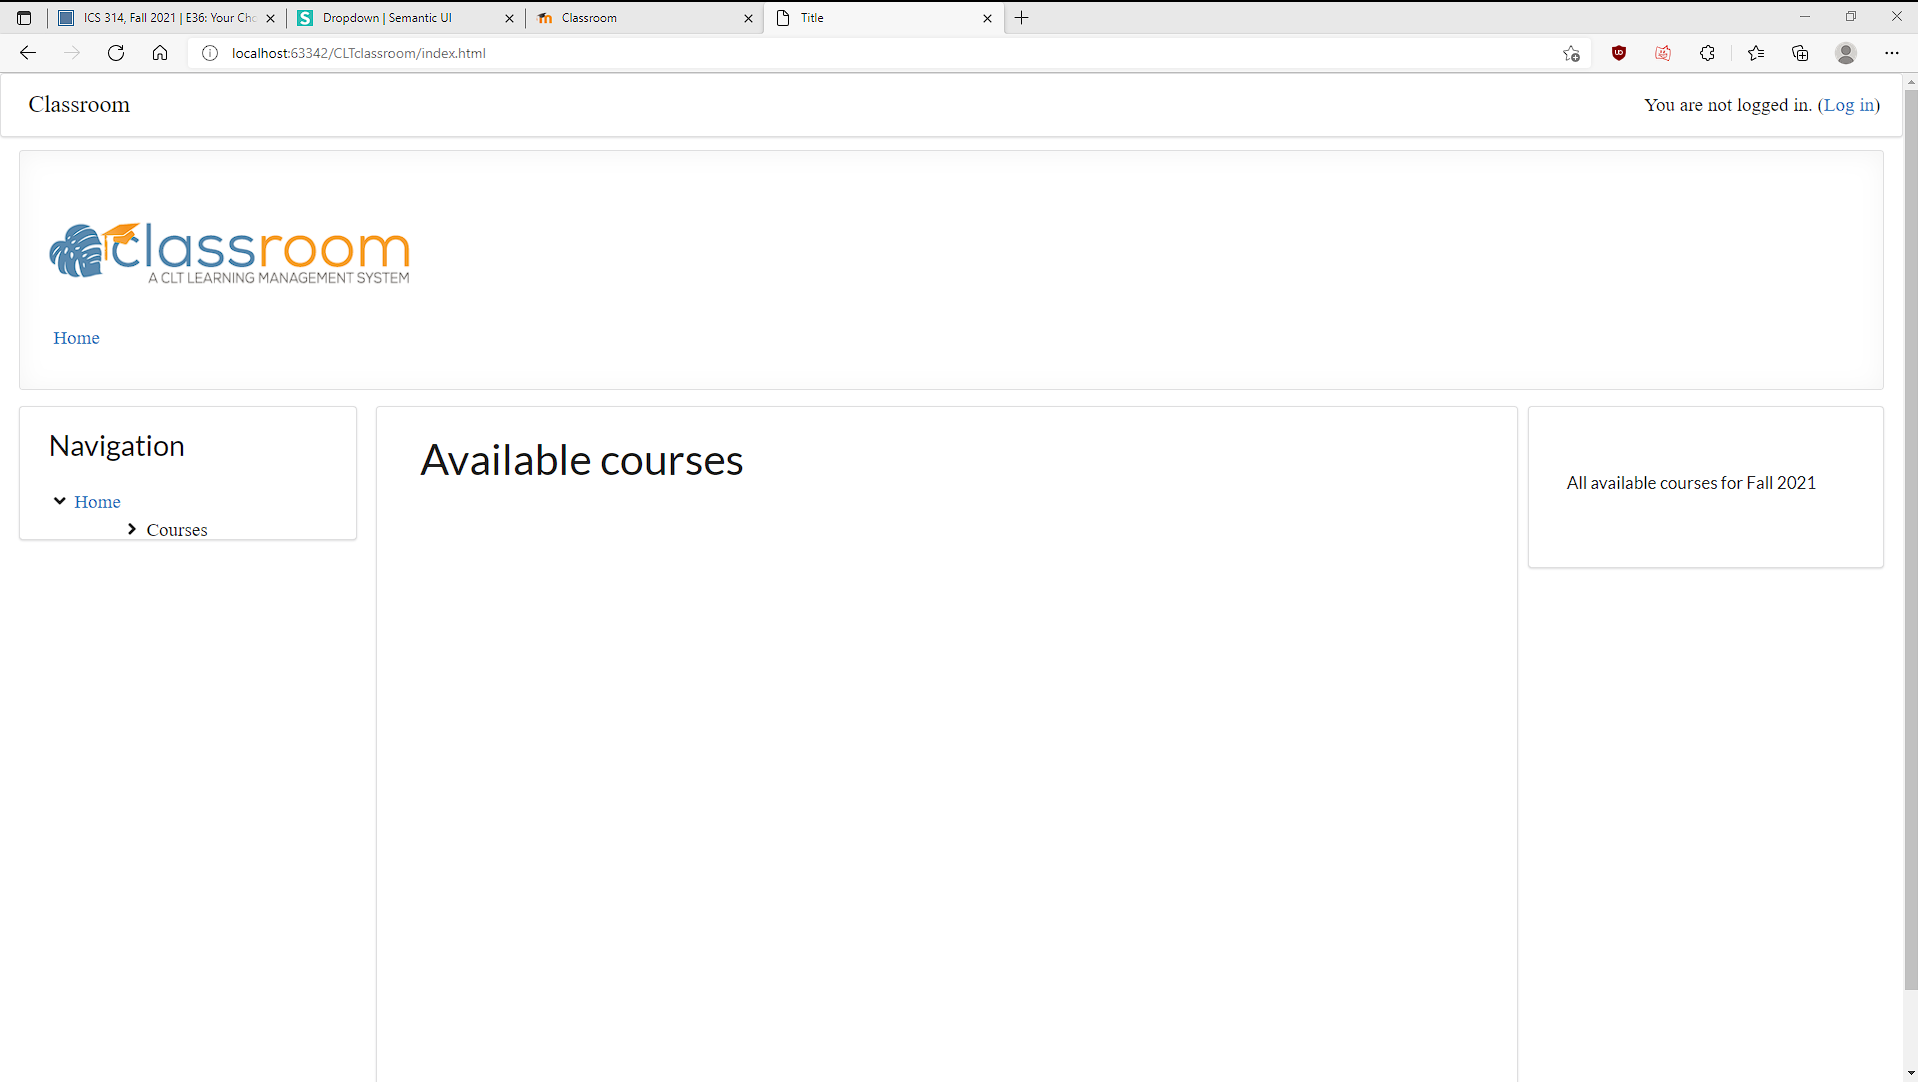 ICS 314, Fall 2021 | E36: Your Cho
Dropdown | Semantic UI
Classroom
Title
localhost:63342/CLTclassroom/index.html
Classroom
You are not logged in. (Log in)
classroom
A CLT LEARNING MANAGEMENT SYSTEM
Home
Navigation
Home
Courses
Available courses
All available courses for Fall 2021